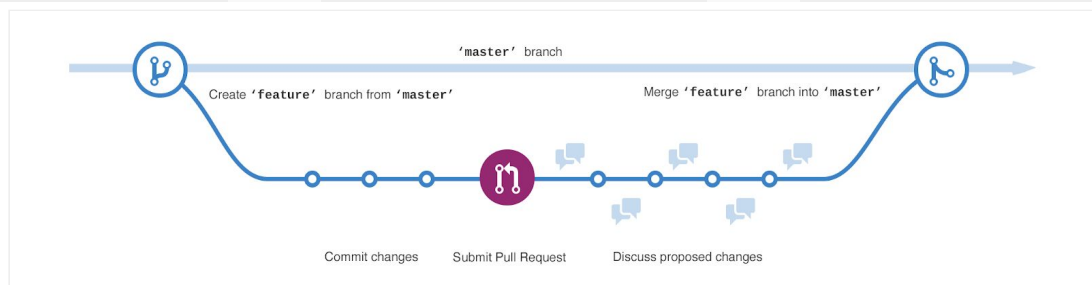 ‘master’ branch
Create ‘feature’ branch from ‘master’
Merge ‘feature’ branch into ‘master’
Commit changes
Submit Pull Request
Discuss proposed changes